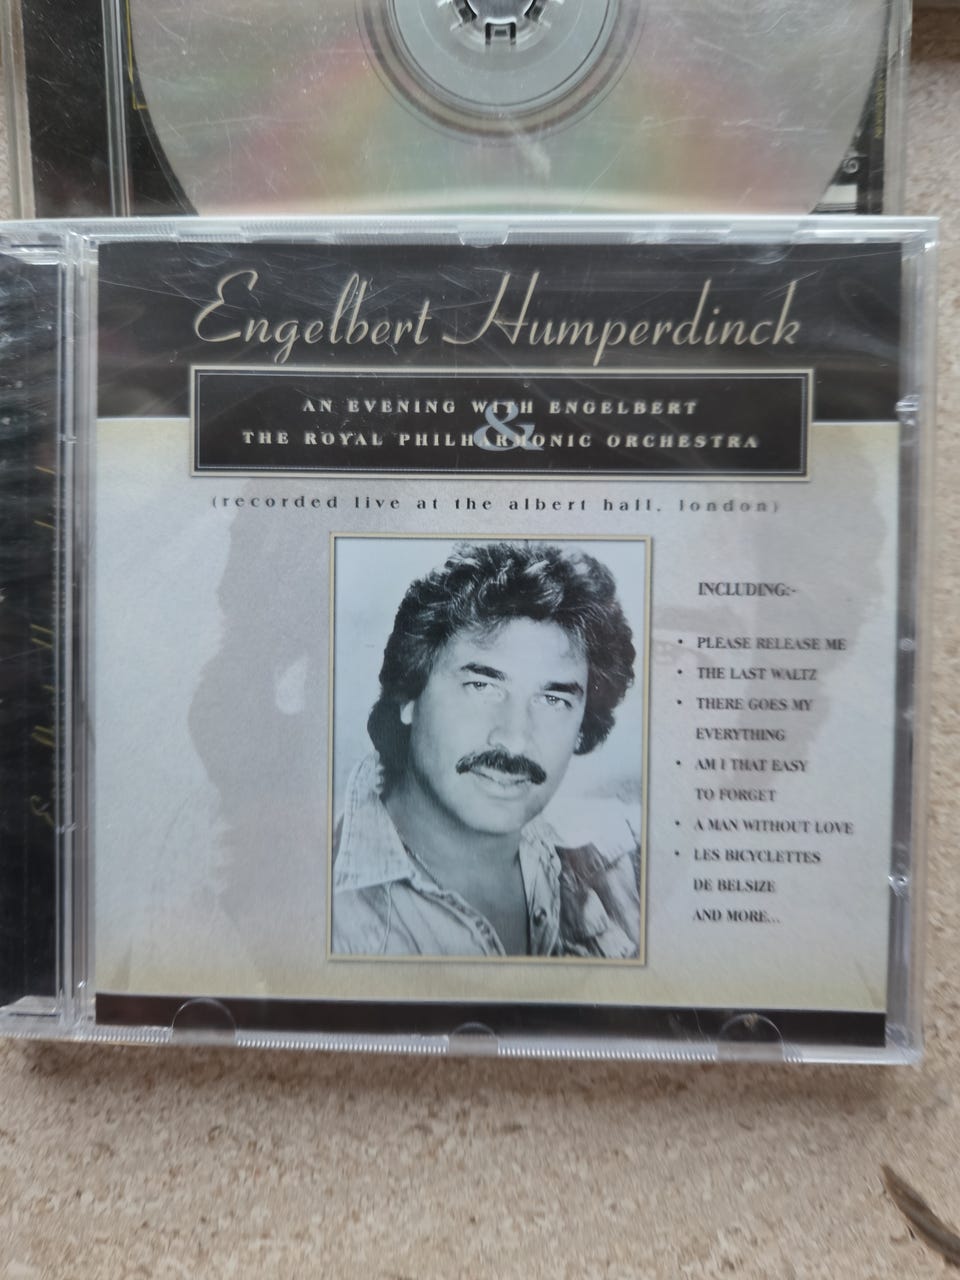 Engelbert Humperdinck
AN EVENING WITH ENGELBERT
&
THE ROYAL PHILHARMONIC ORCHESTRA
(recorded live at the albert hall, london)
INCLUDING:-
• PLEASE RELEASE ME
• THE LAST WALTZ
• THERE GOES MY
EVERYTHING
• AM I THAT EASY
TO FORGET
• A MAN WITHOUT LOVE
• LES BICYCLETTES
DE BELSIZE
AND MORE...